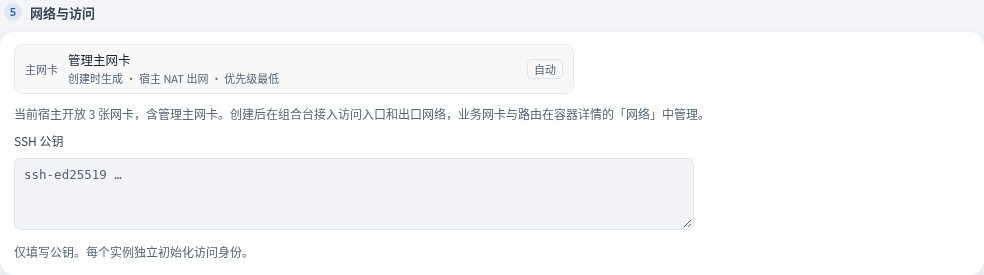 5 网络与访问
主网卡
管理主网卡
创建时生成 · 宿主 NAT 出网 · 优先级最低
自动
当前宿主开放 3 张网卡，含管理主网卡。创建后在组合台接入访问入口和出口网络，业务网卡与路由在容器详情的「网络」中管理。
SSH 公钥
ssh-ed25519 …
仅填写公钥。每个实例独立初始化访问身份。